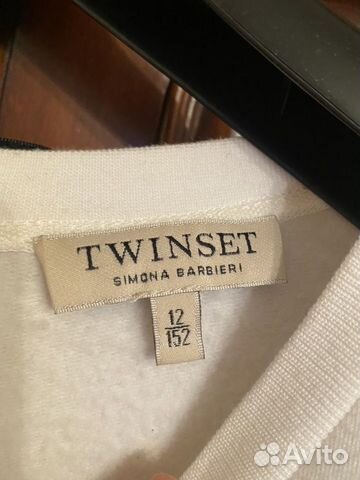 TWINSET
SIMONA BARBIERI
12
152
Avito